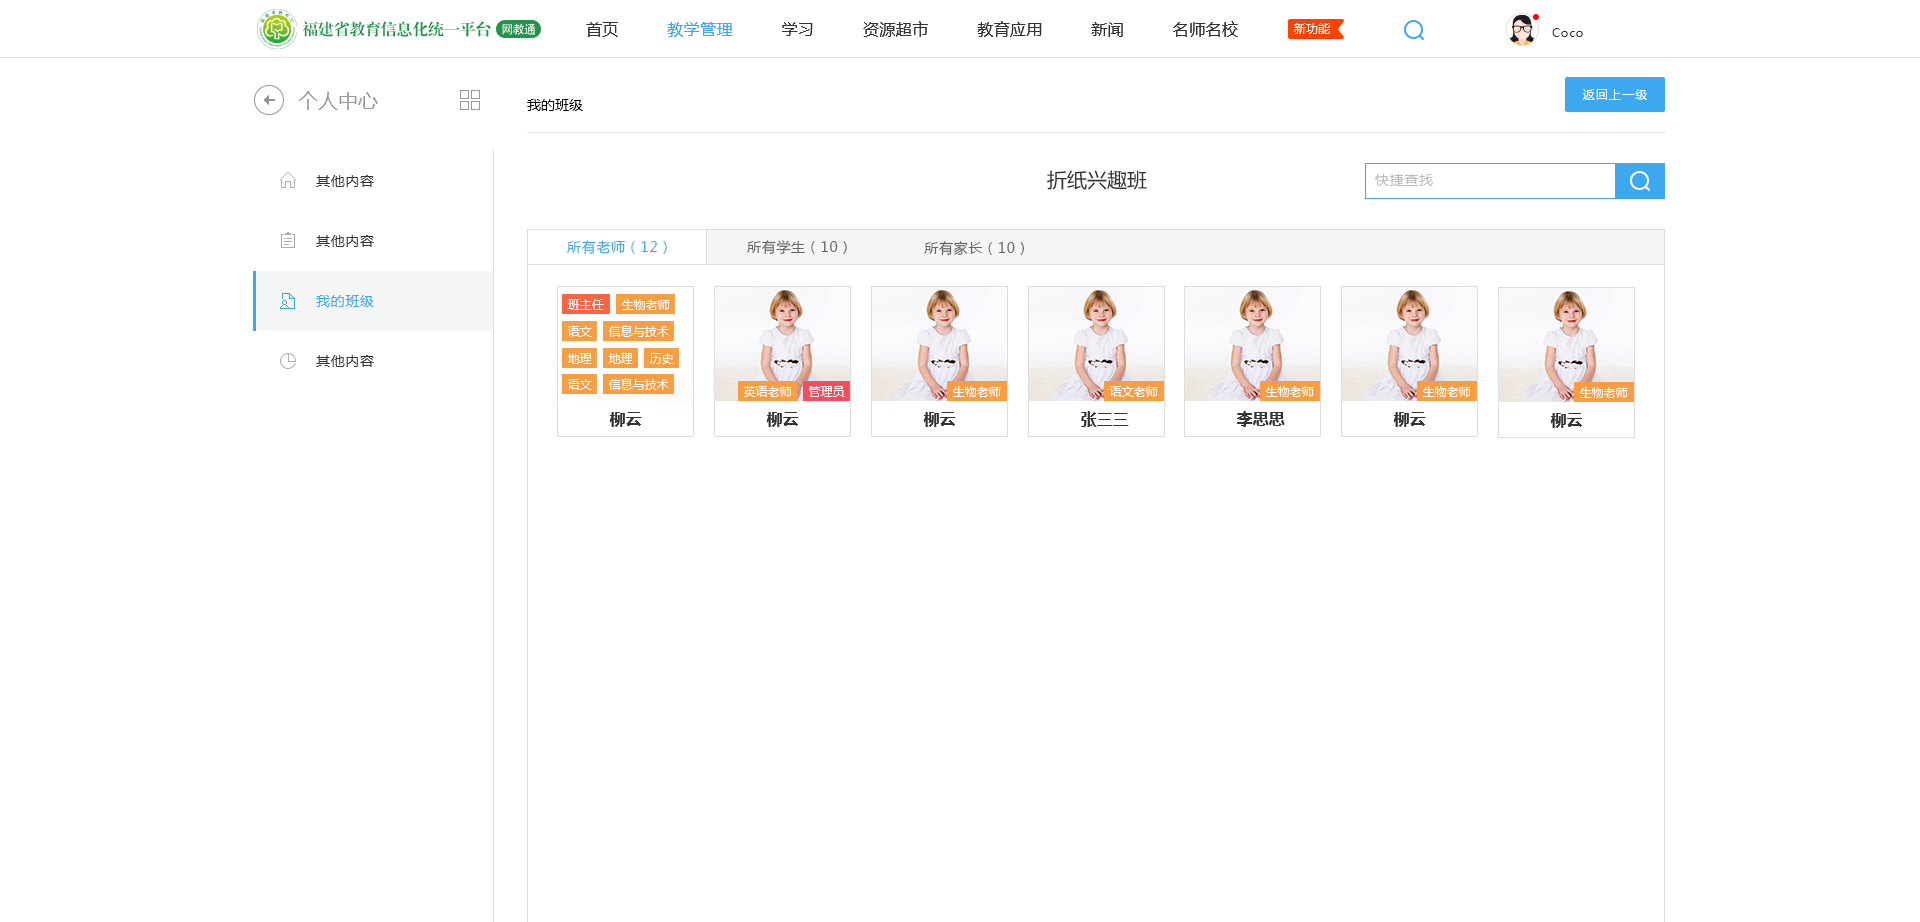 福建省教育信息化统一平台 网教通 首页 教学管理 学习 资源超市 教育应用 新闻 名师名校 新功能 Coco
个人中心
我的班级 返回上一级
其他内容
其他内容
我的班级
其他内容
折纸兴趣班 快捷查找
所有老师（12） 所有学生（10） 所有家长（10）
班主任 生物老师
语文 信息与技术
地理 地理 历史
语文 信息与技术
柳云
英语老师 管理员
柳云
生物老师
柳云
语文老师
张三三
生物老师
李思思
生物老师
柳云
生物老师
柳云